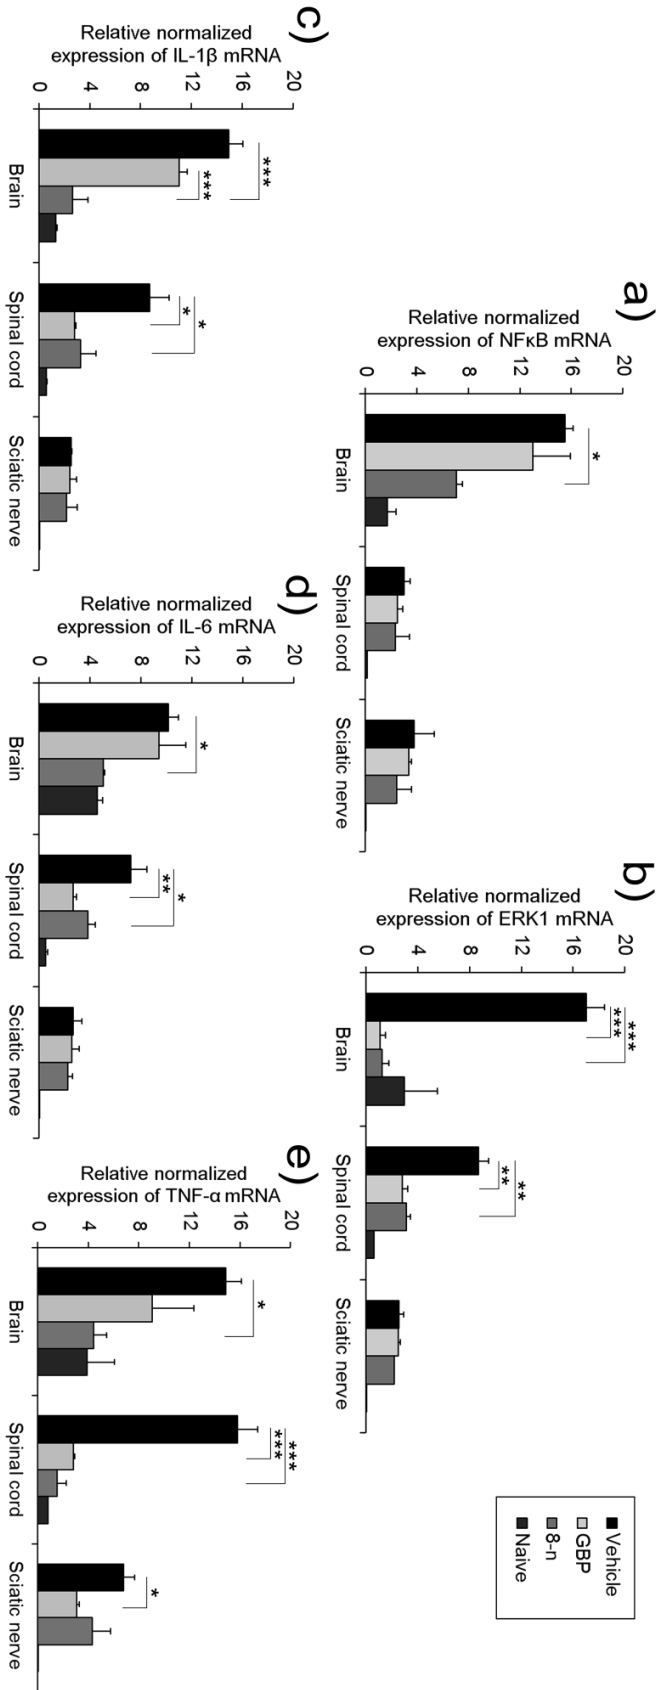 a)
Relative normalized
expression of NFκB mRNA
20
16
12
8
4
0
*
Brain
Spinal cord
Sciatic nerve
b)
Relative normalized
expression of ERK1 mRNA
20
16
12
8
4
0
***
***
**
**
Brain
Spinal cord
Sciatic nerve
Vehicle
GBP
8-n
Naive
c)
Relative normalized
expression of IL-1β mRNA
20
16
12
8
4
0
***
***
*
*
Brain
Spinal cord
Sciatic nerve
d)
Relative normalized
expression of IL-6 mRNA
20
16
12
8
4
0
*
*
**
Brain
Spinal cord
Sciatic nerve
e)
Relative normalized
expression of TNF-α mRNA
20
16
12
8
4
0
*
***
***
*
Brain
Spinal cord
Sciatic nerve